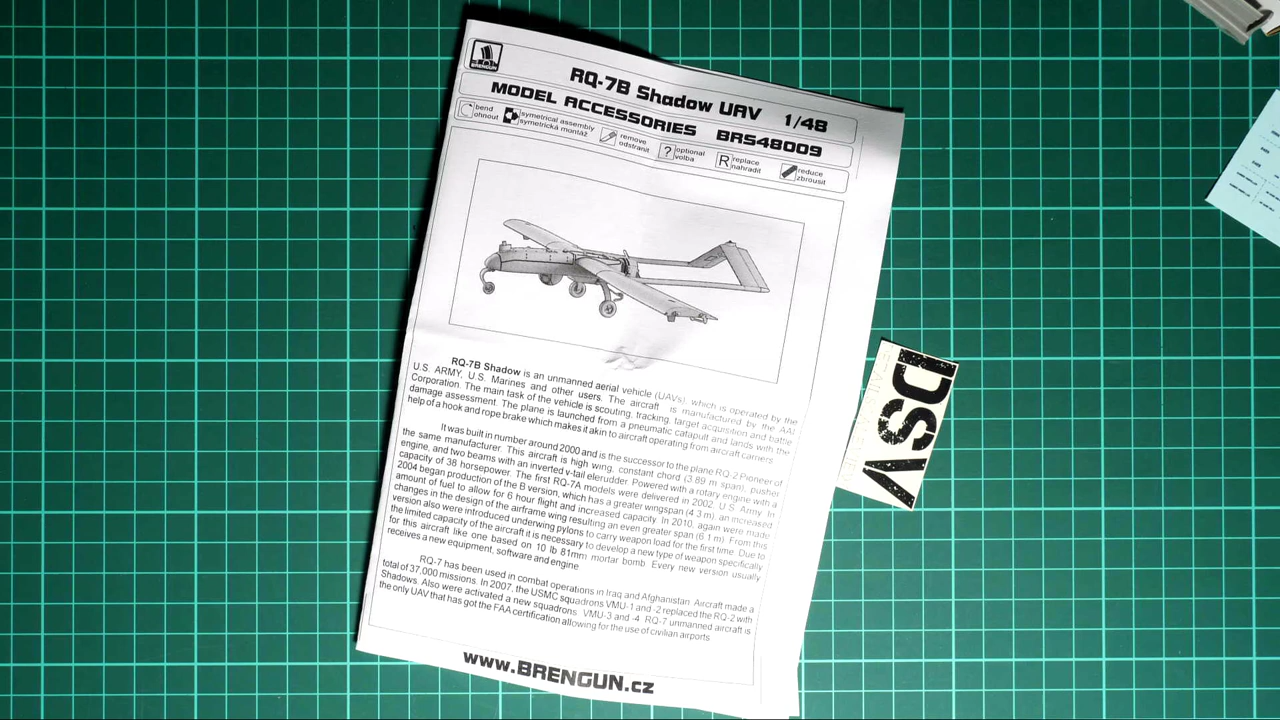 BRENGUN
RQ-7B Shadow UAV 1/48
MODEL ACCESSORIES BRS48009
bend
ohnout
symetrical assembly
symetrická montáž
remove
odstranit
?
optional
volba
R
replace
nahradit
reduce
zbrousit
RQ-7B Shadow is an unmanned aerial vehicle (UAVs), which is operated by the
U.S. ARMY, U.S. Marines and other users. The aircraft is manufactured by the AAI
Corporation. The main task of the vehicle is scouting, tracking, target acquisition and battle
damage assessment. The plane is launched from a pneumatic catapult and lands with the
help of a hook and rope brake which makes it akin to aircraft operating from aircraft carriers.
It was built in number around 2000 and is the successor to the plane RQ-2 Pioneer of
the same manufacturer. This aircraft is high wing, constant chord (3.89 m span), pusher
engine, and two beams with an inverted v-tail elerudder. Powered with a rotary engine with a
capacity of 38 horsepower. The first RQ-7A models were delivered in 2002, U.S. Army. In
2004 began production of the B version, which has a greater wingspan (4.3 m), an increased
amount of fuel to allow for 6 hour flight and increased capacity. In 2010, again were made
changes in the design of the airframe wing resulting an even greater span (6.1 m). From this
version also were introduced underwing pylons to carry weapon load for the first time. Due to
the limited capacity of the aircraft it is necessary to develop a new type of weapon specifically
for this aircraft like one based on 10 lb 81mm mortar bomb. Every new version usually
receives a new equipment, software and engine
RQ-7 has been used in combat operations in Iraq and Afghanistan. Aircraft made a
total of 37,000 missions. In 2007, the USMC squadrons VMU-1 and -2 replaced the RQ-2 with
Shadows. Also were activated a new squadrons VMU-3 and -4. RQ-7 unmanned aircraft is
the only UAV that has got the FAA certification allowing for the use of civilian airports.
www.BRENGUN.cz
DSV